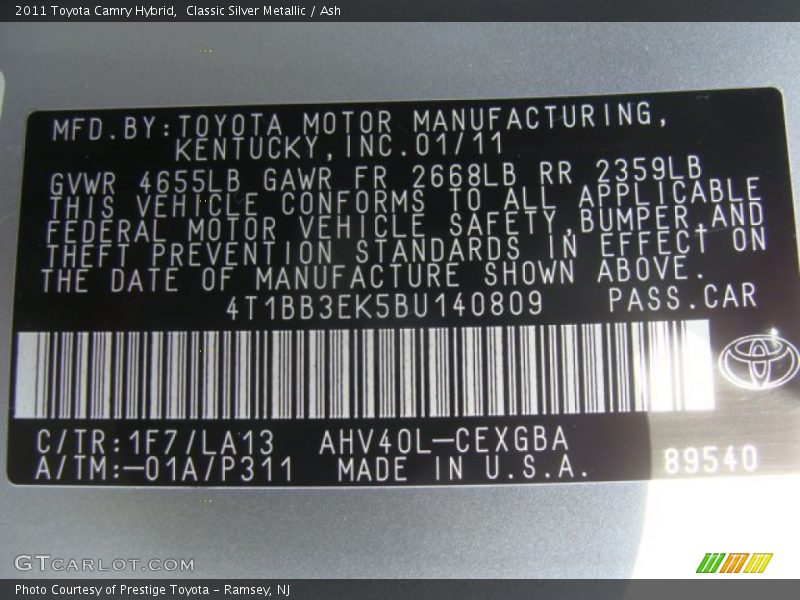 2011 Toyota Camry Hybrid,  Classic Silver Metallic / Ash
MFD.BY:TOYOTA MOTOR MANUFACTURING,
KENTUCKY,INC.01/11
GVWR 4655LB GAWR FR 2668LB RR 2359LB
THIS VEHICLE CONFORMS TO ALL APPLICABLE
FEDERAL MOTOR VEHICLE SAFETY,BUMPER,AND
THEFT PREVENTION STANDARDS IN EFFECT ON
THE DATE OF MANUFACTURE SHOWN ABOVE.
4T1BB3EK5BU140809 PASS.CAR
C/TR:1F7/LA13 AHV40L-CEXGBA
A/TM:-01A/P311 MADE IN U.S.A.
89540
GTCARLOT.COM
Photo Courtesy of Prestige Toyota - Ramsey, NJ